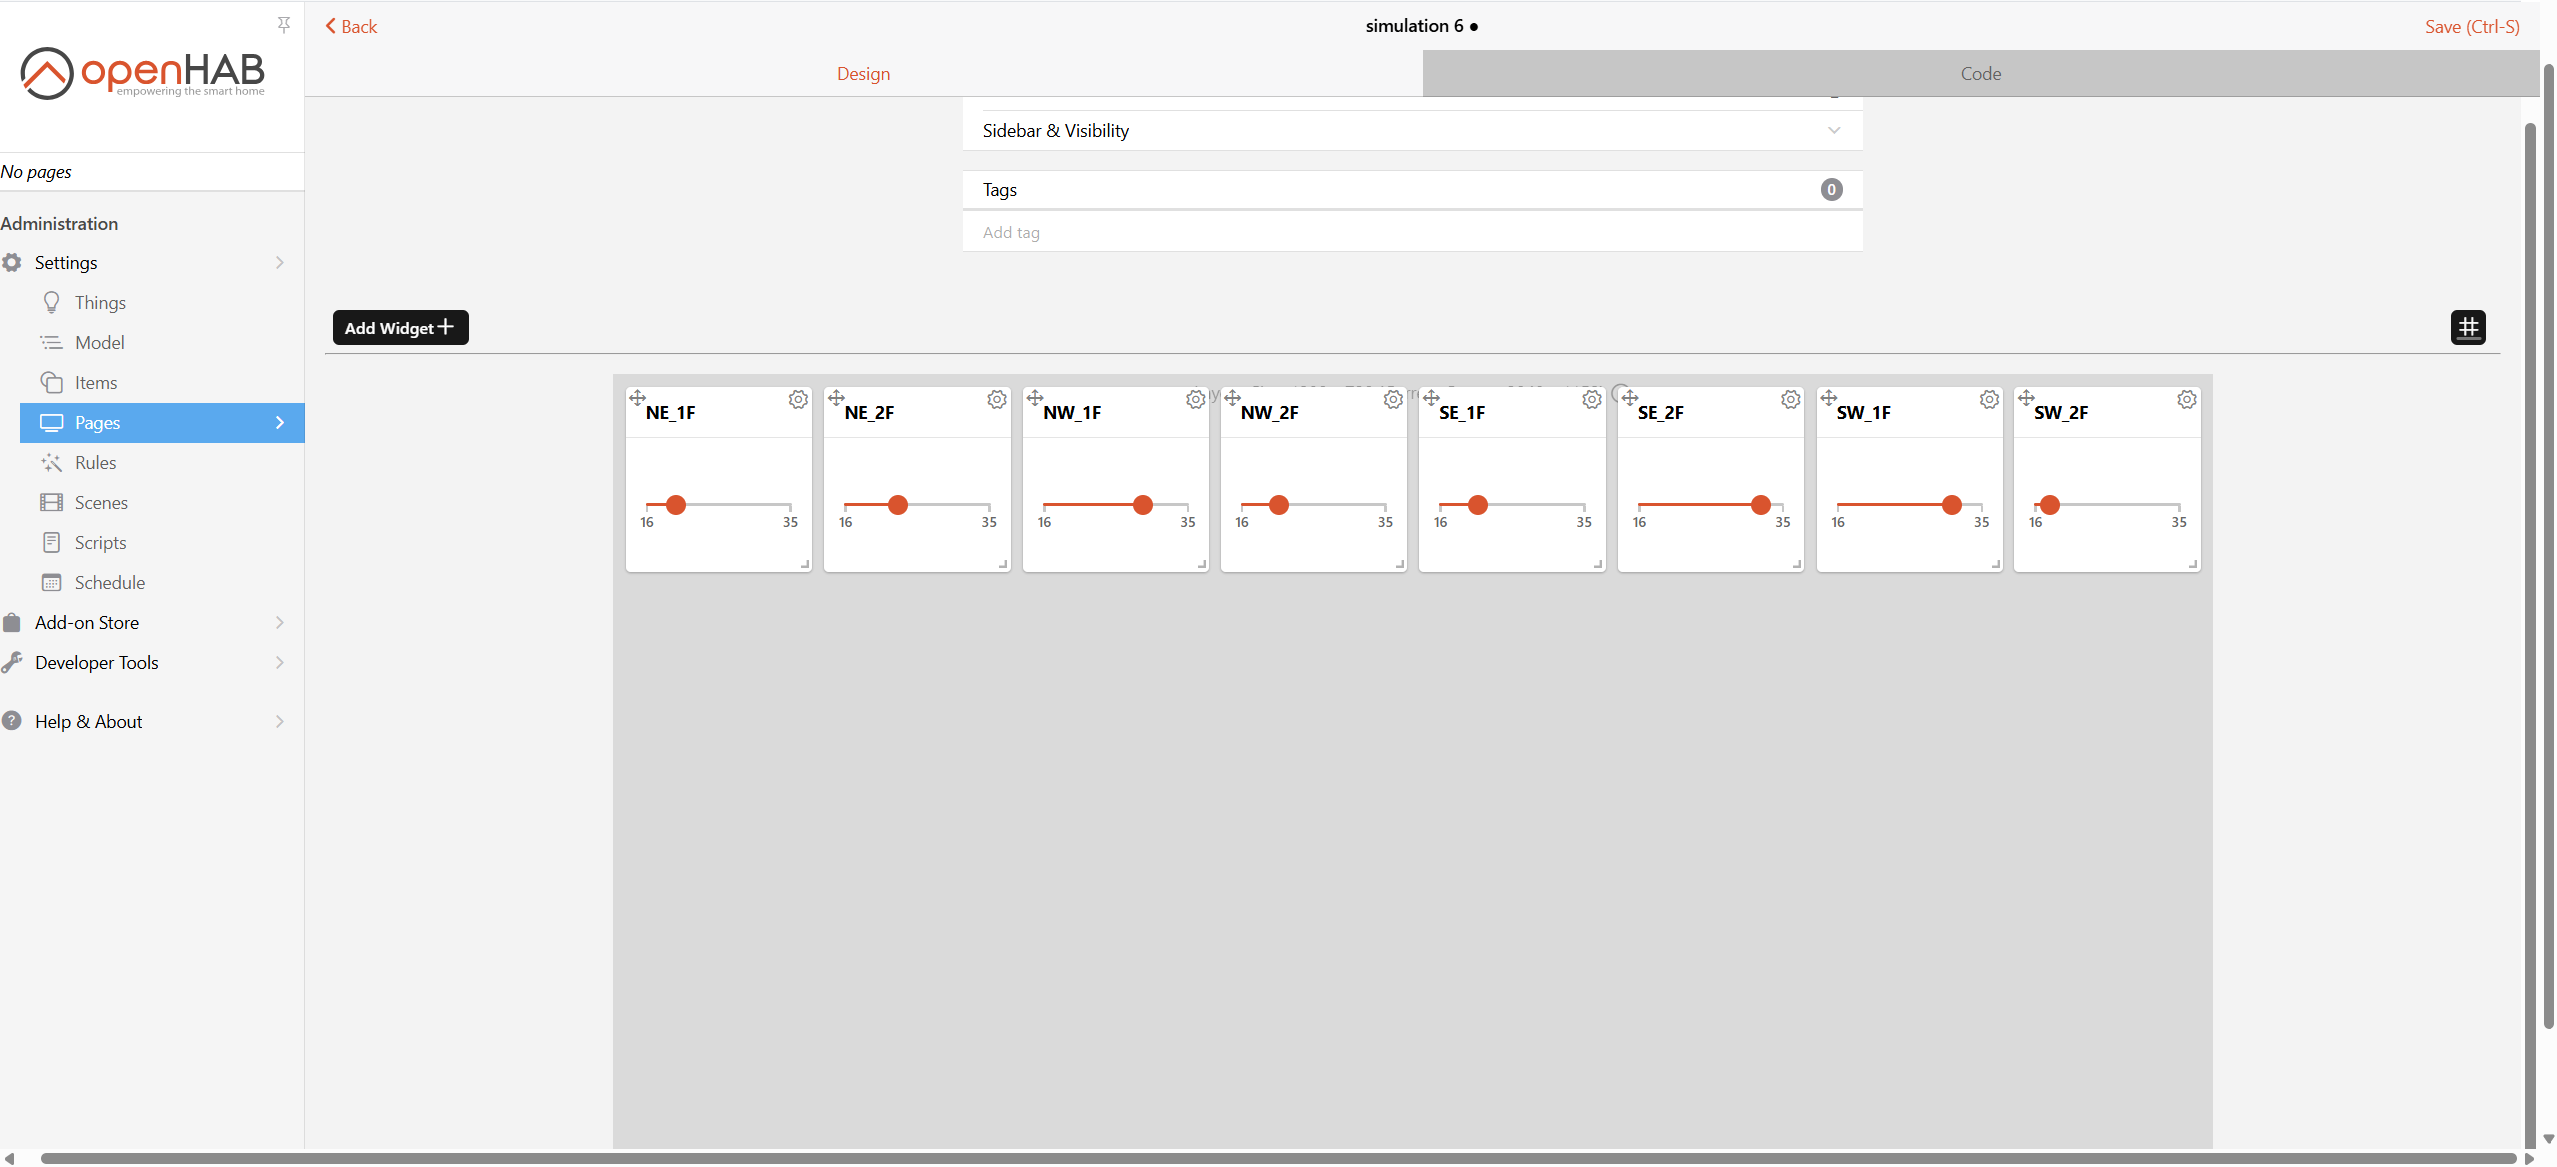 Back
simulation 6 ●
Save (Ctrl-S)
openHAB
empowering the smart home
Design
Code
No pages
Administration
Settings
Things
Model
Items
Pages
Rules
Scenes
Scripts
Schedule
Add-on Store
Developer Tools
Help & About
Sidebar & Visibility
Tags 0
Add tag
Add Widget+
NE_1F
16 35
NE_2F
16 35
NW_1F
16 35
NW_2F
16 35
SE_1F
16 35
SE_2F
16 35
SW_1F
16 35
SW_2F
16 35